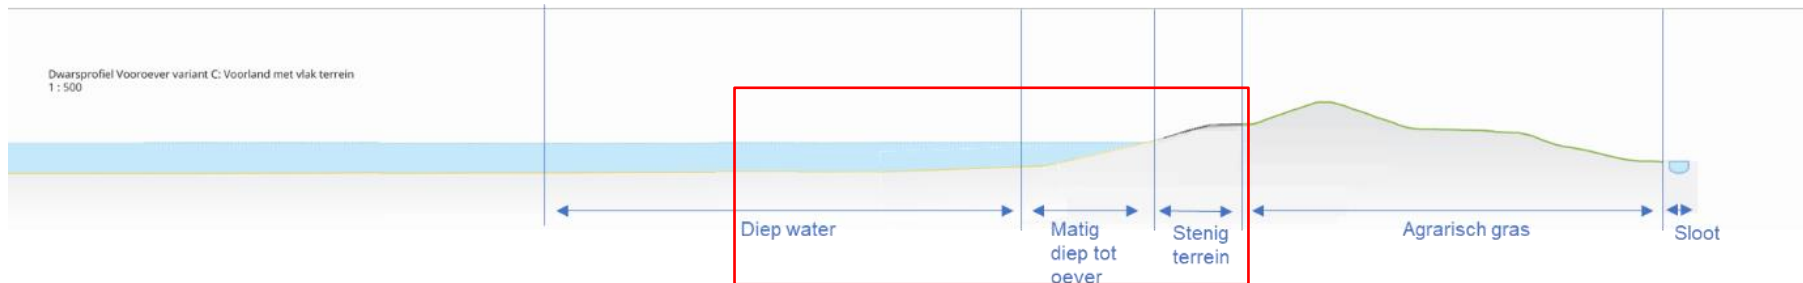 Dwarsprofiel Vooroever variant C: Voorland met vlak terrein
1 : 500
Diep water
Matig
diep tot
oever
Stenig
terrein
Agrarisch gras
Sloot